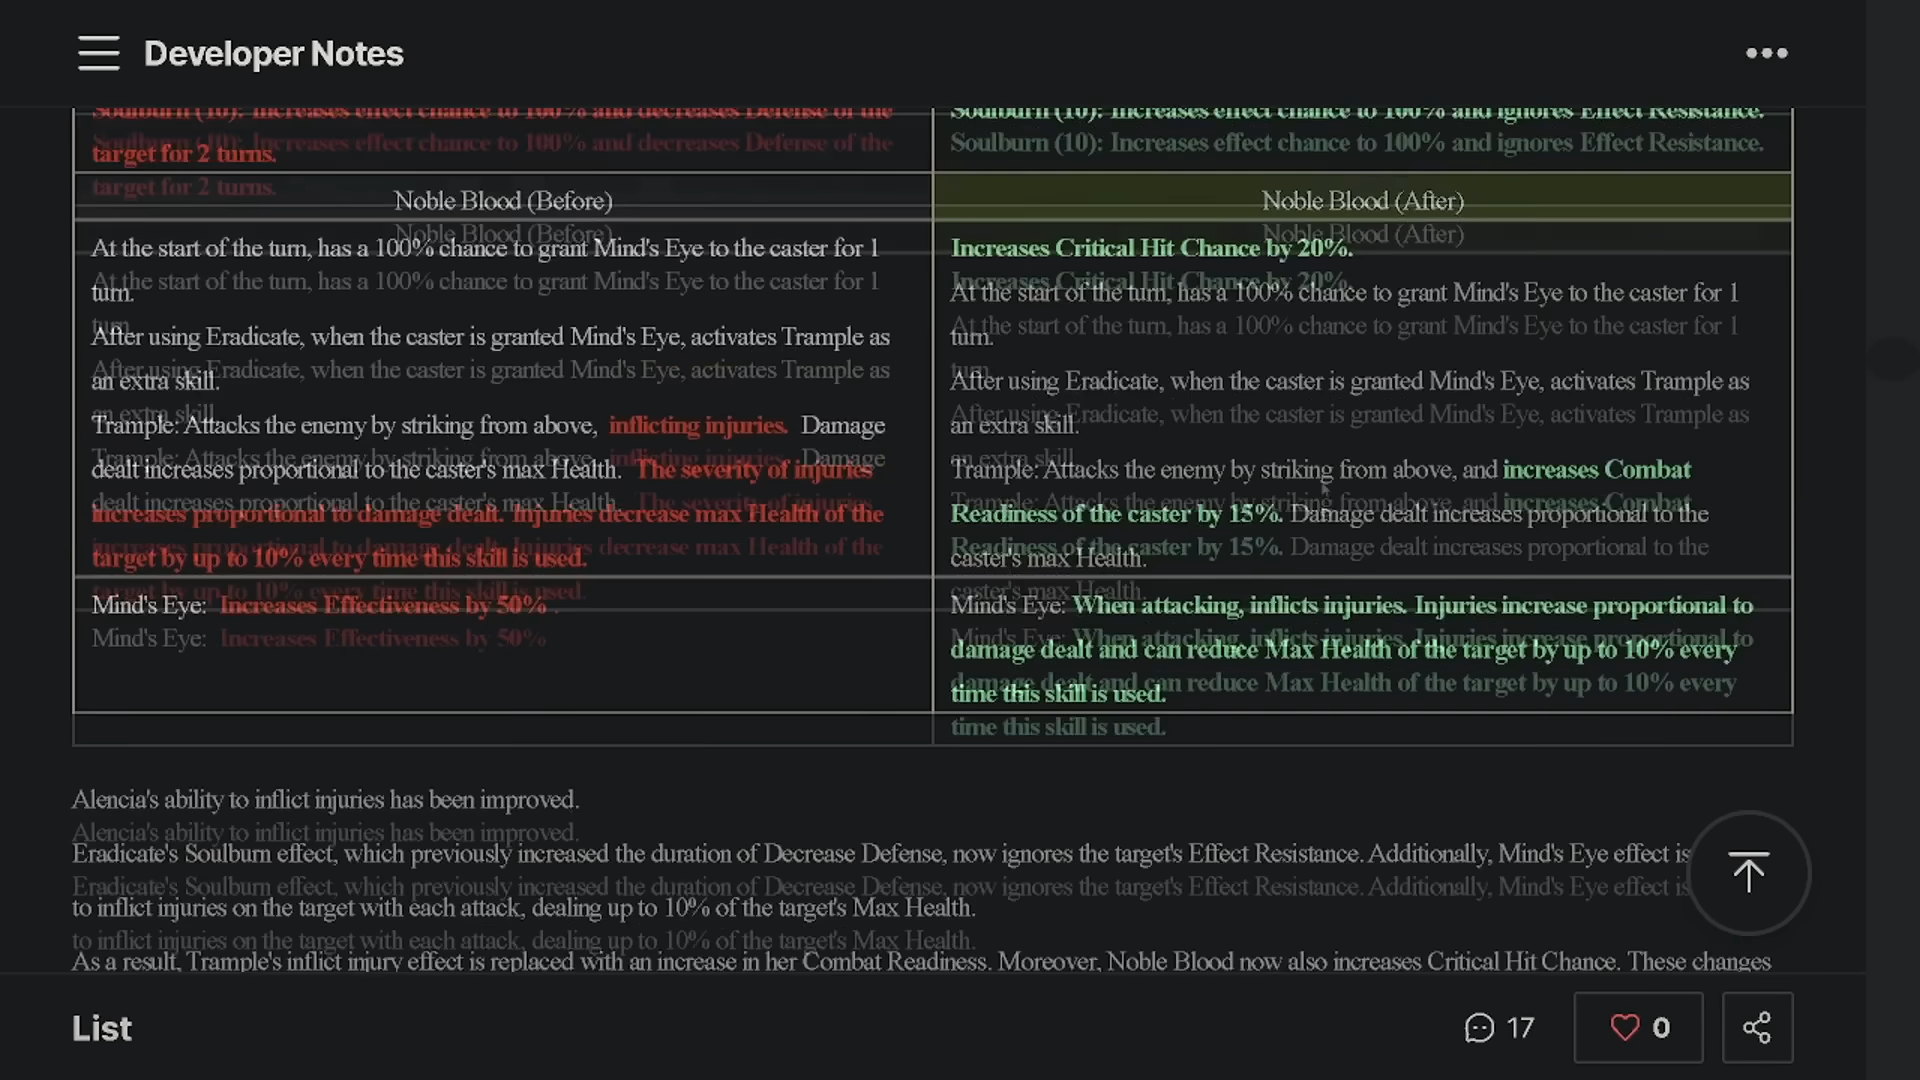 Developer Notes
Soulburn (10): Increases effect chance to 100% and decreases Defense of the
target for 2 turns.
Soulburn (10): Increases effect chance to 100% and ignores Effect Resistance.
Noble Blood (Before)
Noble Blood (After)
At the start of the turn, has a 100% chance to grant Mind's Eye to the caster for 1
turn.
After using Eradicate, when the caster is granted Mind's Eye, activates Trample as
an extra skill.
Trample: Attacks the enemy by striking from above, inflicting injuries. Damage
dealt increases proportional to the caster's max Health. The severity of injuries
increases proportional to damage dealt. Injuries decrease max Health of the
target by up to 10% every time this skill is used.
Increases Critical Hit Chance by 20%.
At the start of the turn, has a 100% chance to grant Mind's Eye to the caster for 1
turn.
After using Eradicate, when the caster is granted Mind's Eye, activates Trample as
an extra skill.
Trample: Attacks the enemy by striking from above, and increases Combat
Readiness of the caster by 15%. Damage dealt increases proportional to the
caster's max Health.
Mind's Eye: Increases Effectiveness by 50% .
Mind's Eye: When attacking, inflicts injuries. Injuries increase proportional to
damage dealt and can reduce Max Health of the target by up to 10% every
time this skill is used.
Alencia's ability to inflict injuries has been improved.
Eradicate's Soulburn effect, which previously increased the duration of Decrease Defense, now ignores the target's Effect Resistance. Additionally, Mind's Eye effect is
to inflict injuries on the target with each attack, dealing up to 10% of the target's Max Health.
As a result, Trample's inflict injury effect is replaced with an increase in her Combat Readiness. Moreover, Noble Blood now also increases Critical Hit Chance. These changes
List
17
0